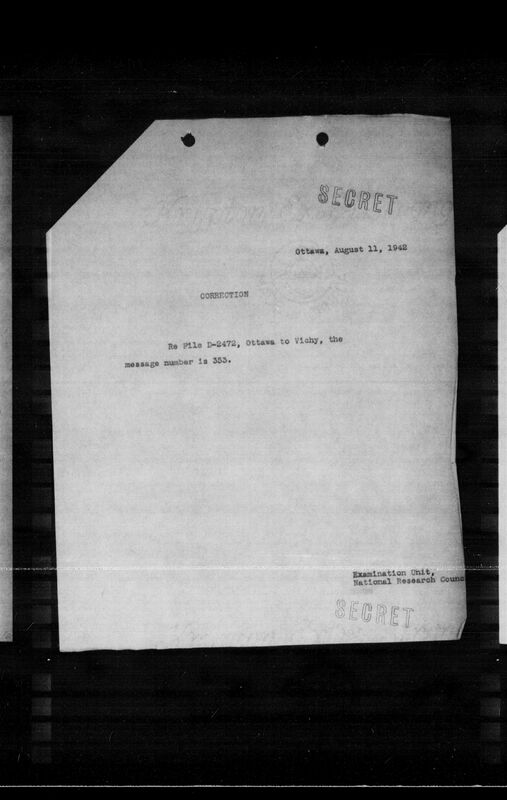 SECRET
Ottawa, August 11, 1942
CORRECTION
Re File D-2472, Ottawa to Vichy, the
message number is 353.
Examination Unit,
National Research Counc
SECRET